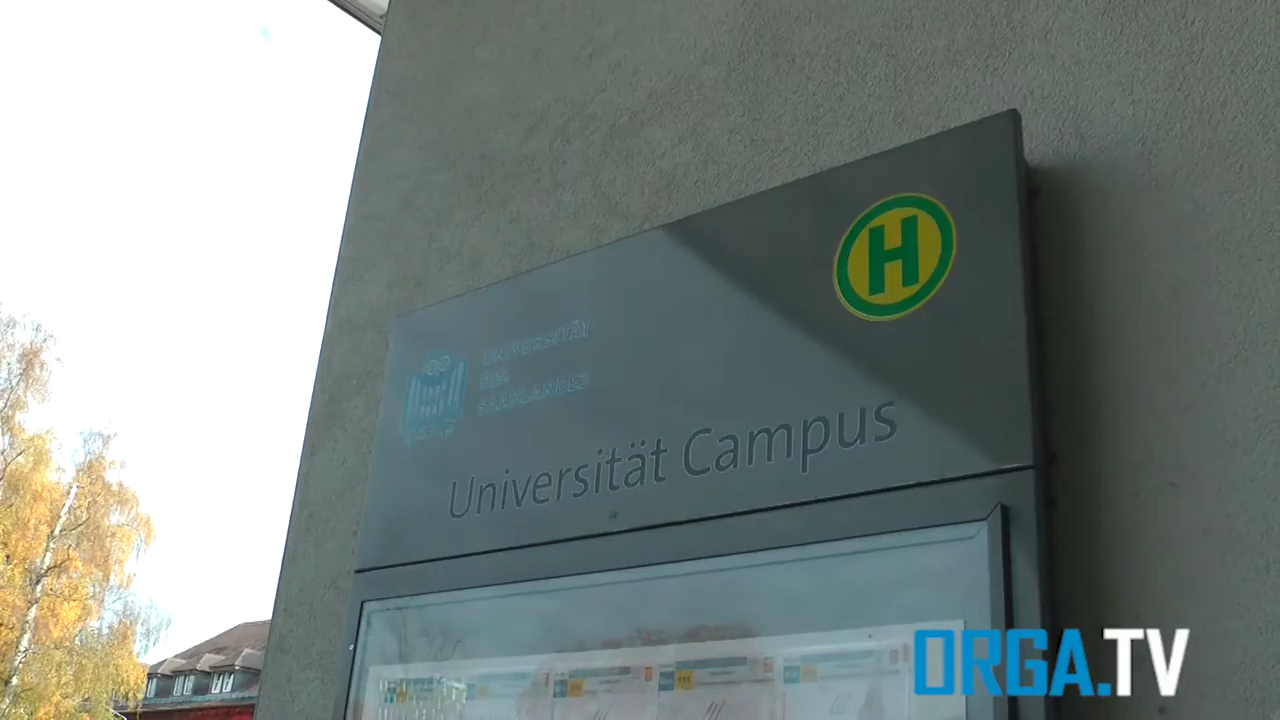 H
UNIVERSITÄT
DES
SAARLANDES
Universität Campus
ORGA.TV